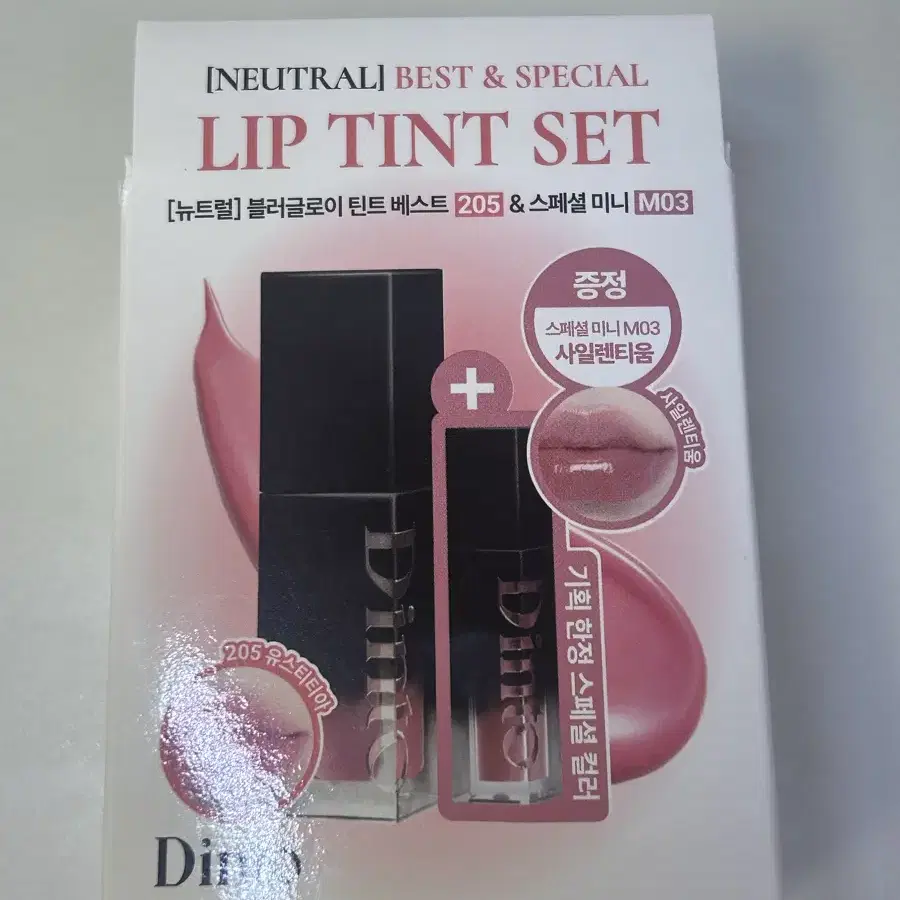 [NEUTRAL] BEST & SPECIAL
LIP TINT SET
[뉴트럴] 블러글로이 틴트 베스트 205 & 스페셜 미니 M03
증정
스페셜 미니 M03
사일렌티움
사일렌티움
Dinto
Dinto
기획 한정 스페셜 컬러
205 유스티티아
Dinto